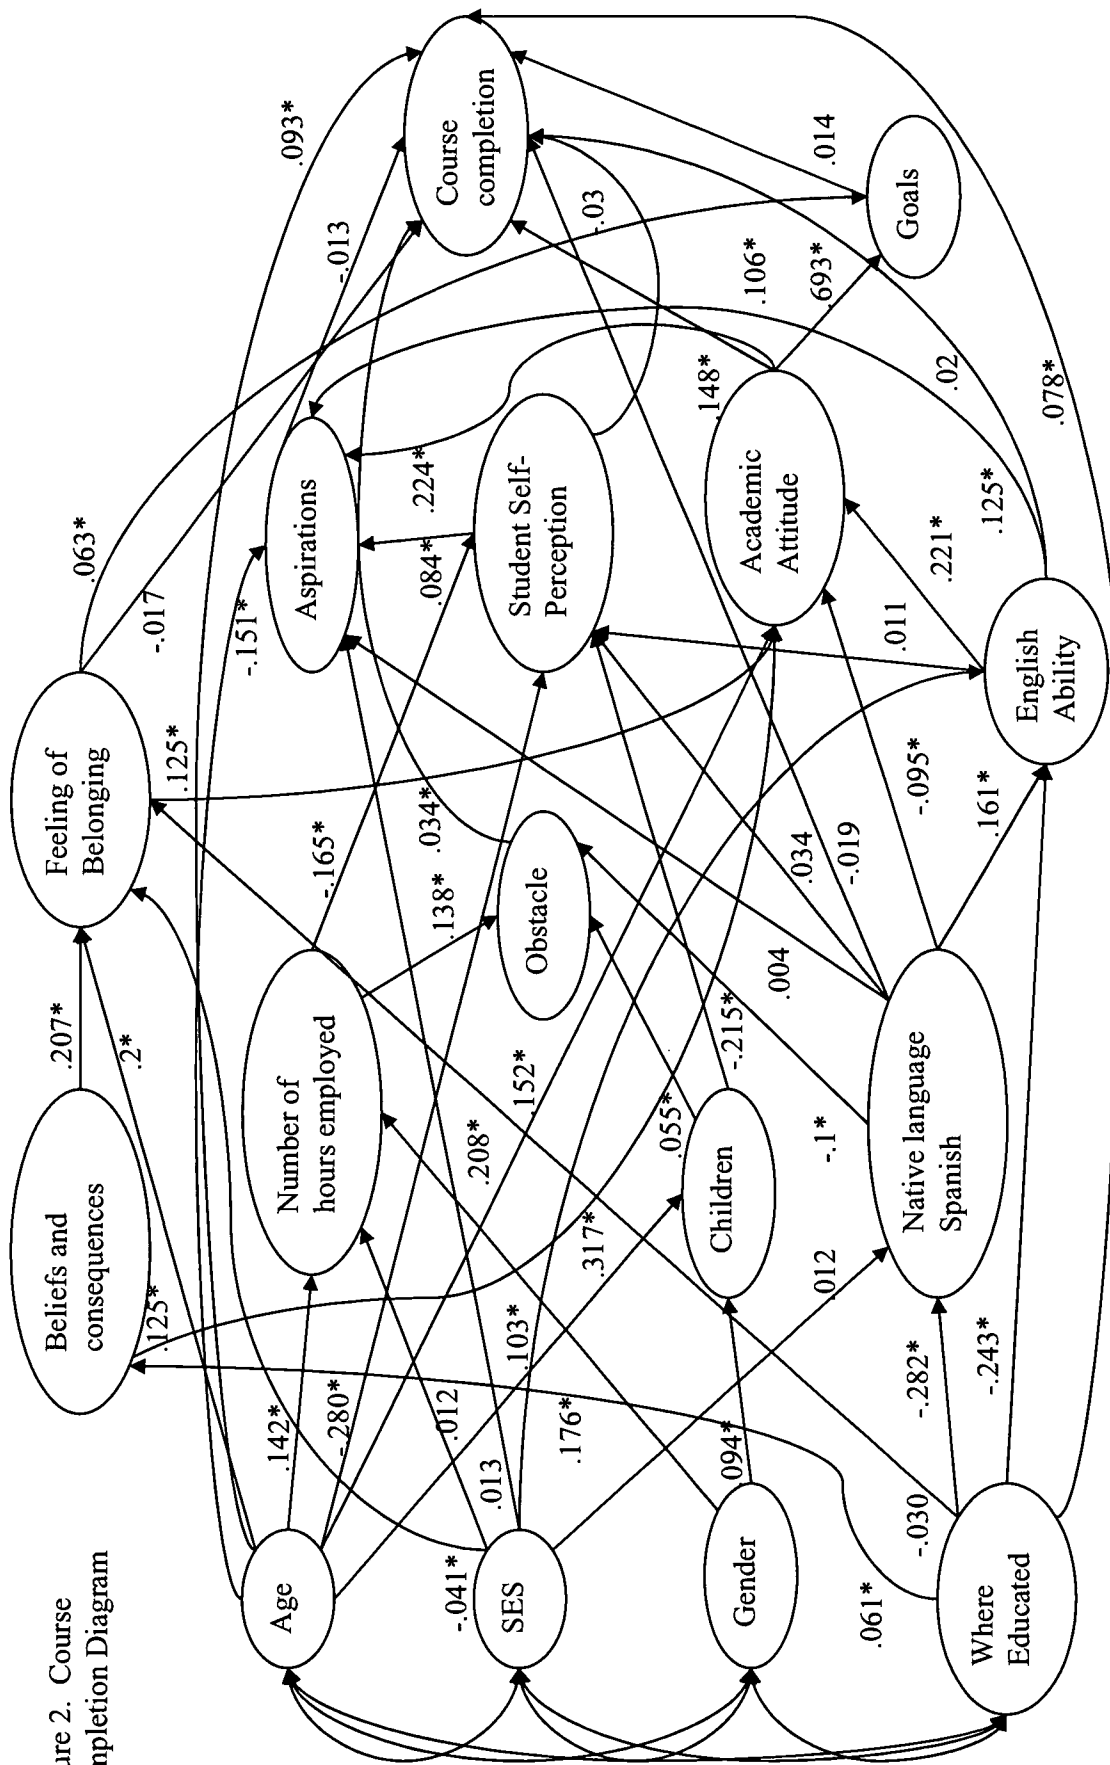 ure 2. Course
mpletion Diagram
Beliefs and
consequences
Feeling of
Belonging
.207*
.2*
.125*
.063*
-.017
.125*
-.151*
.093*
-.013
Age
Number of
hours employed
Aspirations
.142*
-.280*
-.165*
.034*
.138*
.084*
.224*
Course
completion
-.041*
.012
.013
.208*
.152*
SES
Obstacle
Student Self-
Perception
-.03
.103*
.176*
.317*
.055*
-.215*
.004
.148*
.106*
.693*
Gender
.094*
Children
Academic
Attitude
.034
-.019
.012
-.1*
.014
.061*
-.030
-.282*
-.243*
Native language
Spanish
-.095*
.161*
.011
.221*
.125*
.02
Goals
Where
Educated
English
Ability
.078*